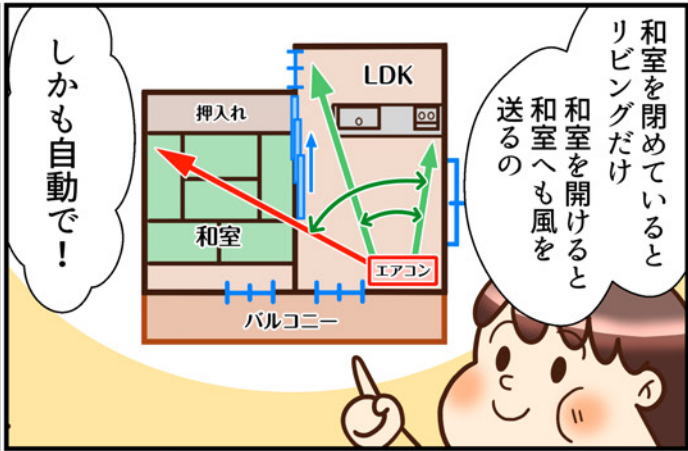 和室を閉めていると
リビングだけ
和室を開けると
和室へも風を
送るの
LDK
押入れ
和室
エアコン
バルコニー
しかも自動で！